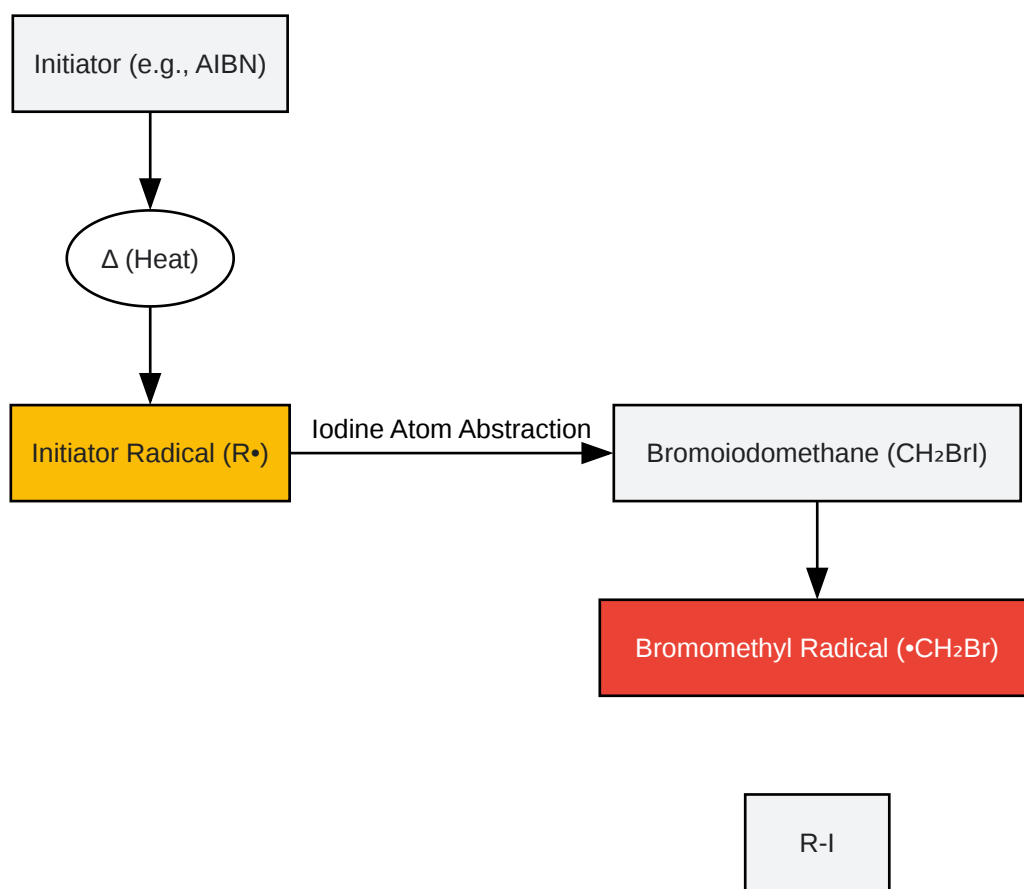 Initiator (e.g., AIBN)
Δ (Heat)
Initiator Radical (R•)
Iodine Atom Abstraction
Bromoiodomethane (CH₂BrI)
Bromomethyl Radical (•CH₂Br)
R-I